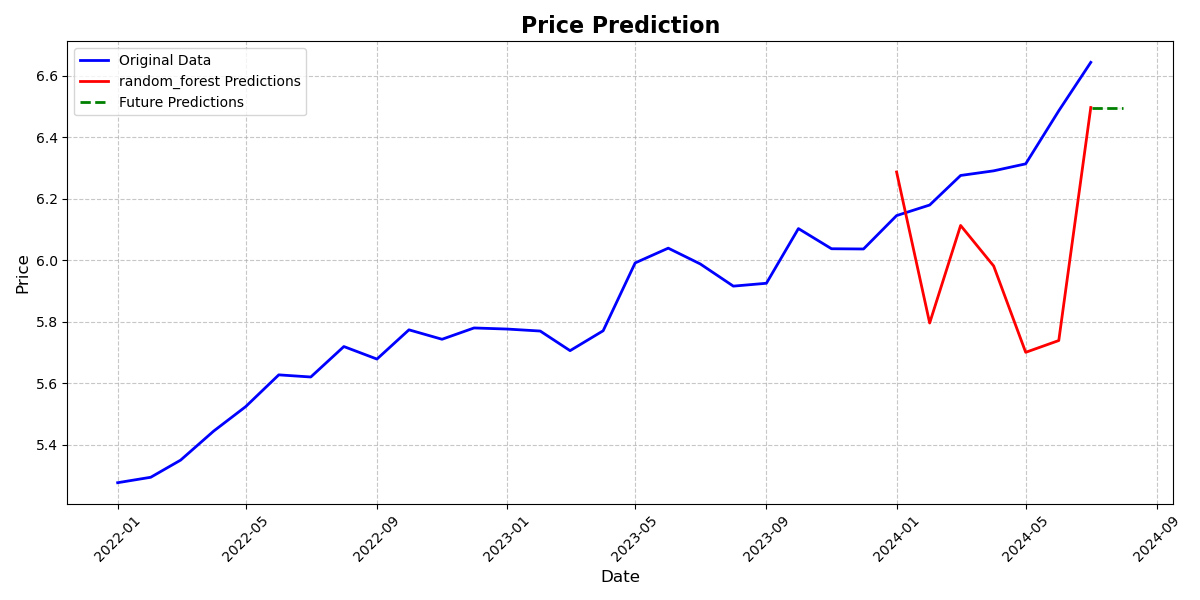 Price Prediction
Original Data
random_forest Predictions
Future Predictions
Price
6.6
6.4
6.2
6.0
5.8
5.6
5.4
2022-01
2022-05
2022-09
2023-01
2023-05
2023-09
2024-01
2024-05
2024-09
Date